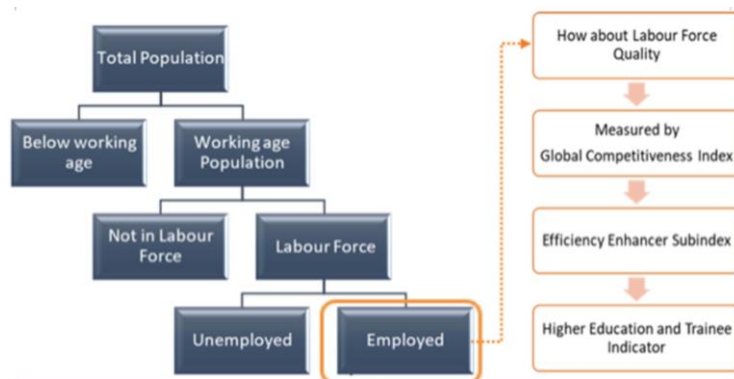 Total Population
Below working
age
Working age
Population
Not in Labour
Force
Labour Force
Unemployed
Employed
How about Labour Force
Quality
Measured by
Global Competitiveness Index
Efficiency Enhancer Subindex
Higher Education and Trainee
Indicator